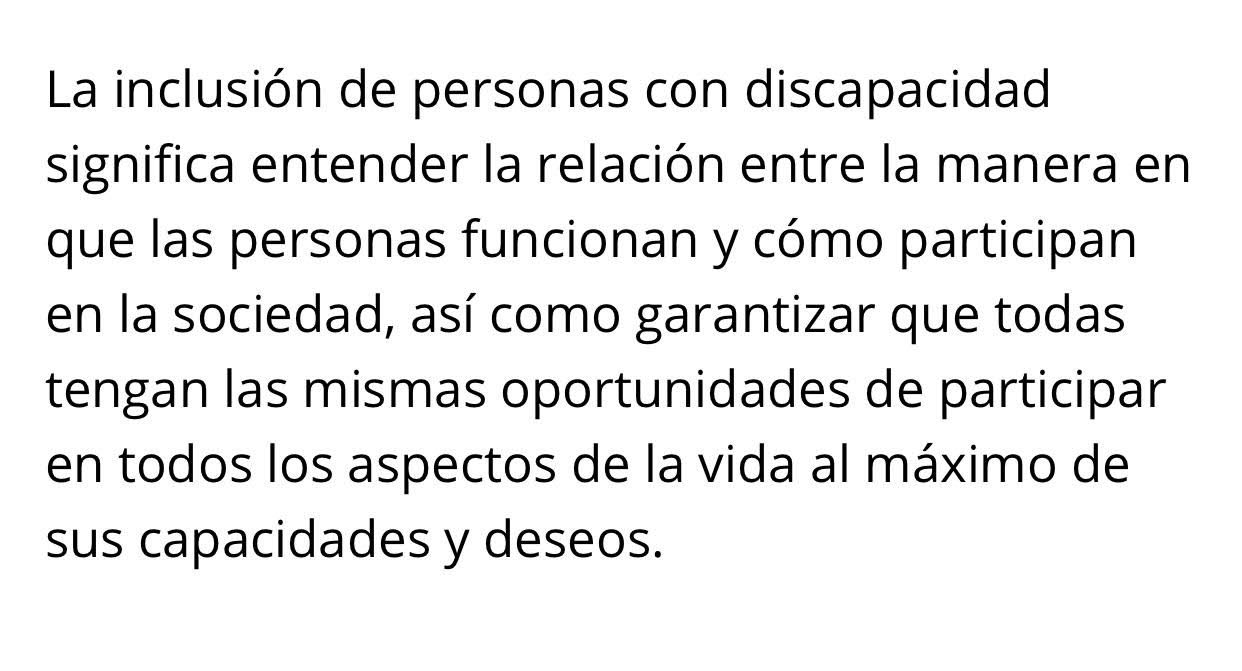 La inclusión de personas con discapacidad
significa entender la relación entre la manera en
que las personas funcionan y cómo participan
en la sociedad, así como garantizar que todas
tengan las mismas oportunidades de participar
en todos los aspectos de la vida al máximo de
sus capacidades y deseos.